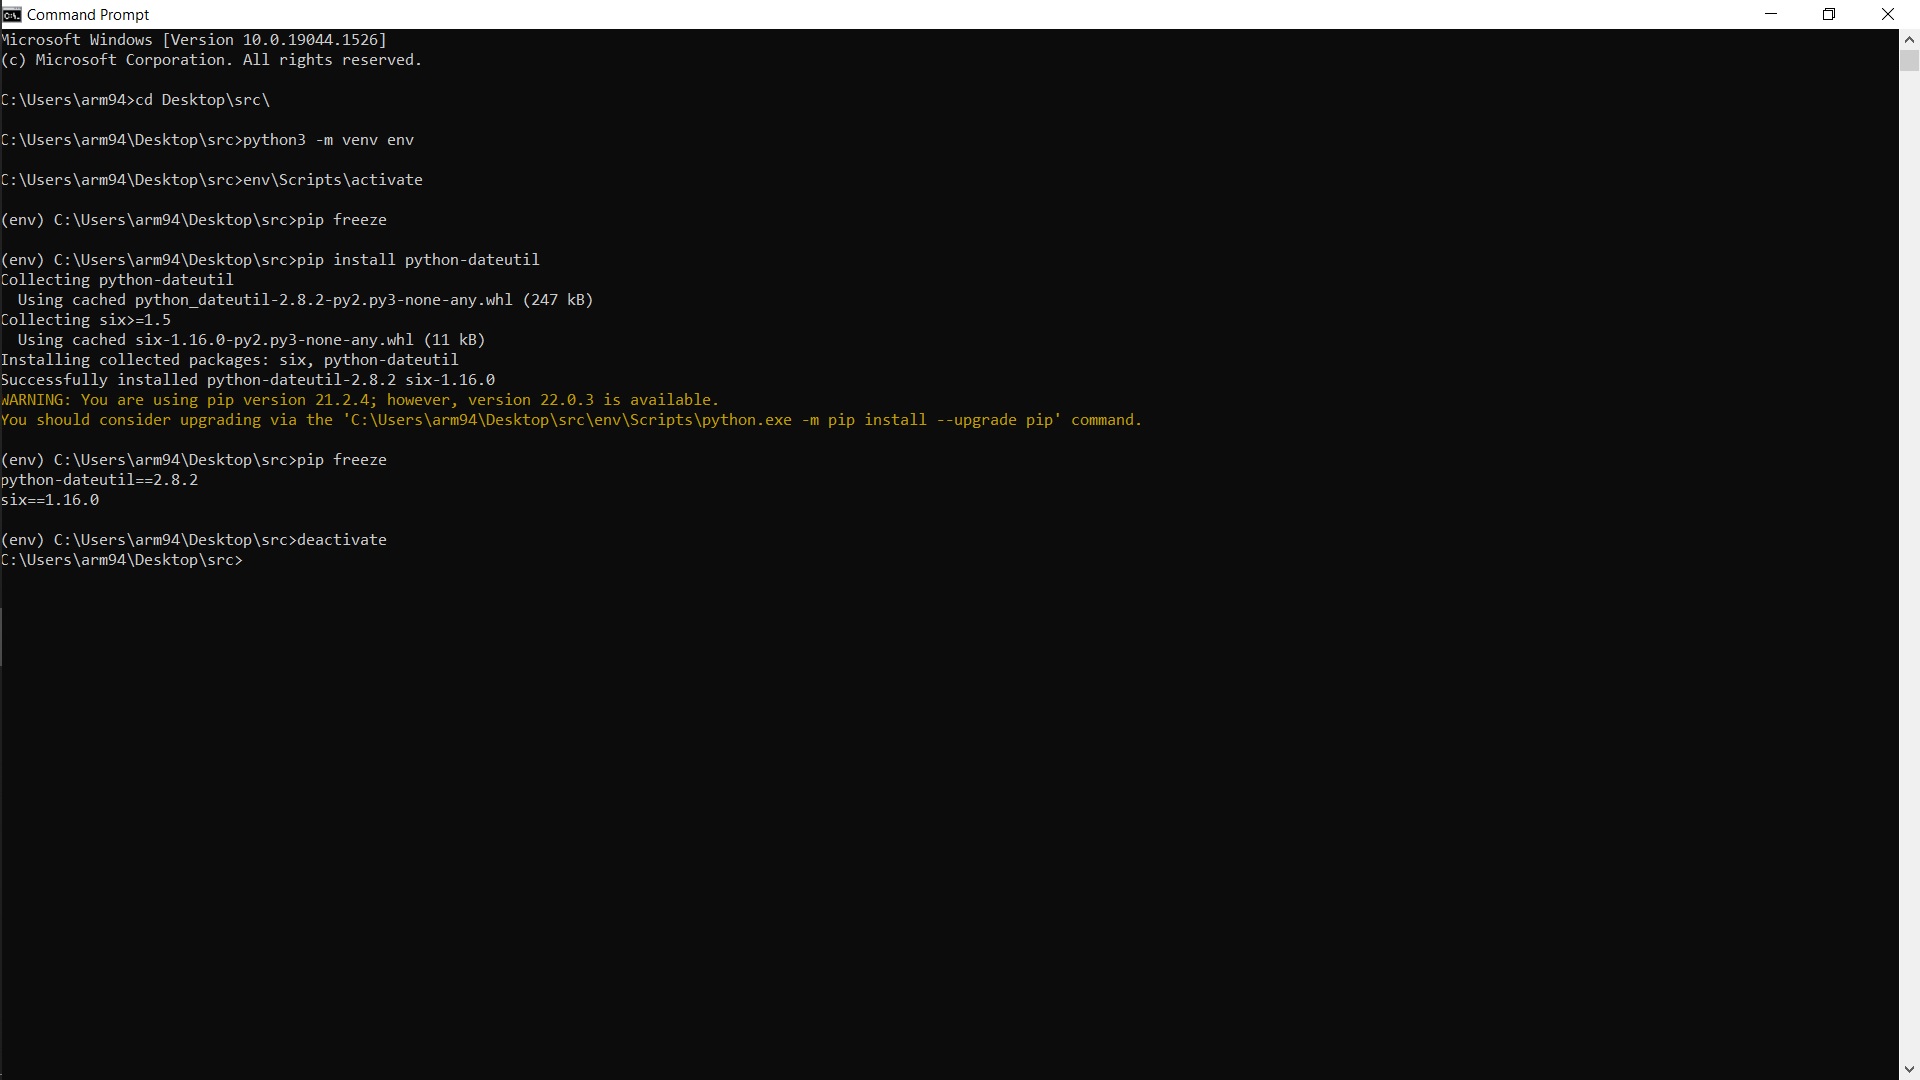 Command Prompt
Microsoft Windows [Version 10.0.19044.1526]
(c) Microsoft Corporation. All rights reserved.
C:\Users\arm94>cd Desktop\src\
C:\Users\arm94\Desktop\src>python3 -m venv env
C:\Users\arm94\Desktop\src>env\Scripts\activate
(env) C:\Users\arm94\Desktop\src>pip freeze
(env) C:\Users\arm94\Desktop\src>pip install python-dateutil
Collecting python-dateutil
  Using cached python_dateutil-2.8.2-py2.py3-none-any.whl (247 kB)
Collecting six>=1.5
  Using cached six-1.16.0-py2.py3-none-any.whl (11 kB)
Installing collected packages: six, python-dateutil
Successfully installed python-dateutil-2.8.2 six-1.16.0
WARNING: You are using pip version 21.2.4; however, version 22.0.3 is available.
You should consider upgrading via the 'C:\Users\arm94\Desktop\src\env\Scripts\python.exe -m pip install --upgrade pip' command.
(env) C:\Users\arm94\Desktop\src>pip freeze
python-dateutil==2.8.2
six==1.16.0
(env) C:\Users\arm94\Desktop\src>deactivate
C:\Users\arm94\Desktop\src>